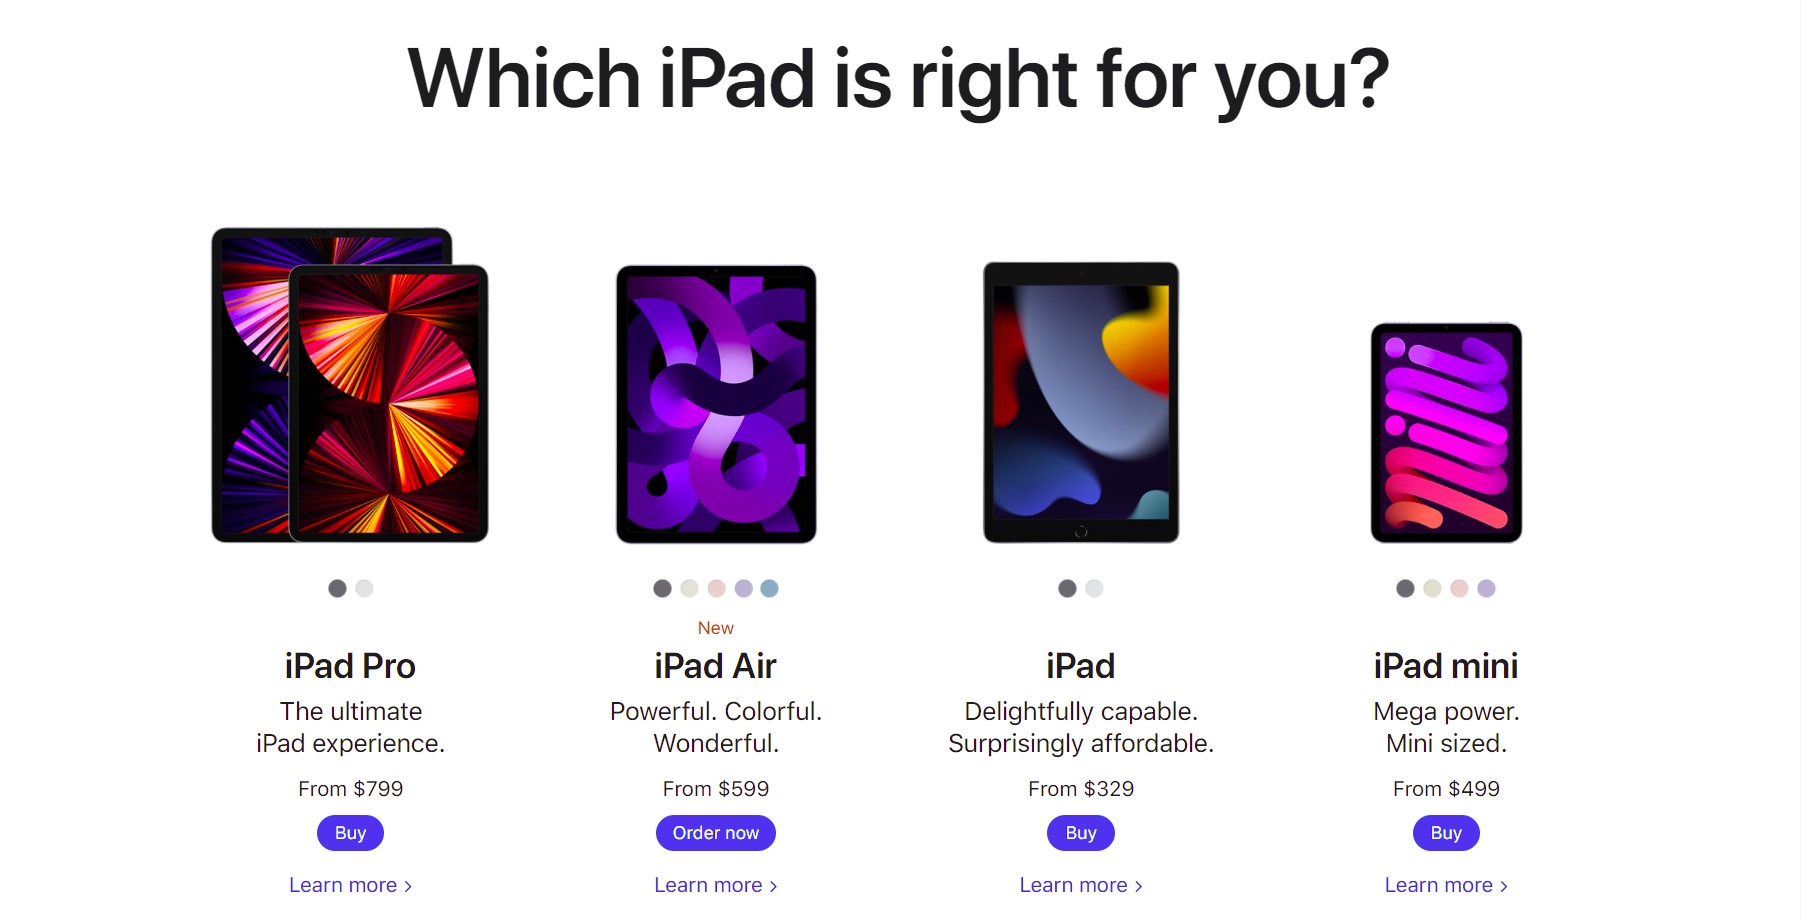 Which iPad is right for you?
New
iPad Pro
The ultimate
iPad experience.
From $799
Buy
Learn more >
iPad Air
Powerful. Colorful.
Wonderful.
From $599
Order now
Learn more >
iPad
Delightfully capable.
Surprisingly affordable.
From $329
Buy
Learn more >
iPad mini
Mega power.
Mini sized.
From $499
Buy
Learn more >